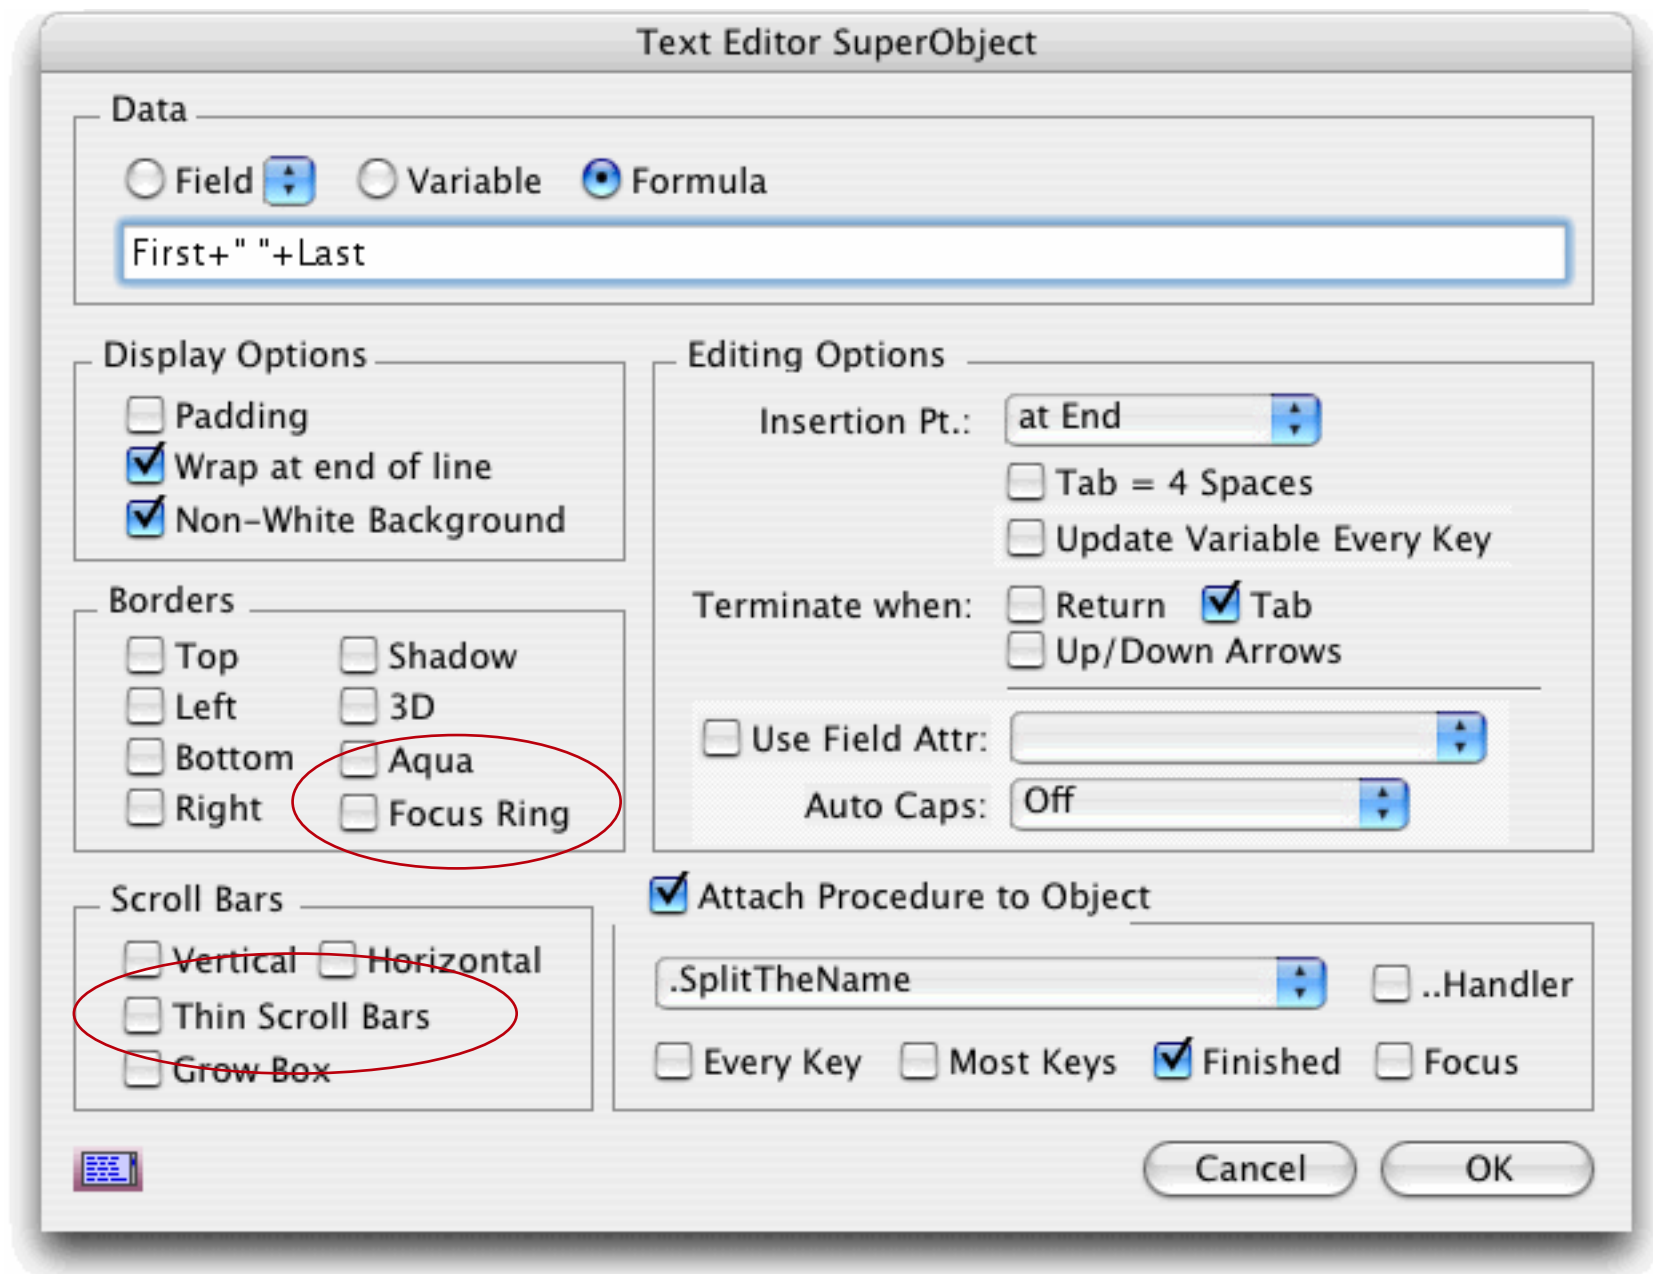 Text Editor SuperObject
Data
Field Variable Formula
First+" "+Last
Display Options
Padding
Wrap at end of line
Non-White Background
Editing Options
Insertion Pt.: at End
Tab = 4 Spaces
Update Variable Every Key
Terminate when: Return Tab
Up/Down Arrows
Use Field Attr:
Auto Caps: Off
Borders
Top Shadow
Left 3D
Bottom Aqua
Right Focus Ring
Scroll Bars
Vertical Horizontal
Thin Scroll Bars
Grow Box
Attach Procedure to Object
.SplitTheName ..Handler
Every Key Most Keys Finished Focus
Cancel OK